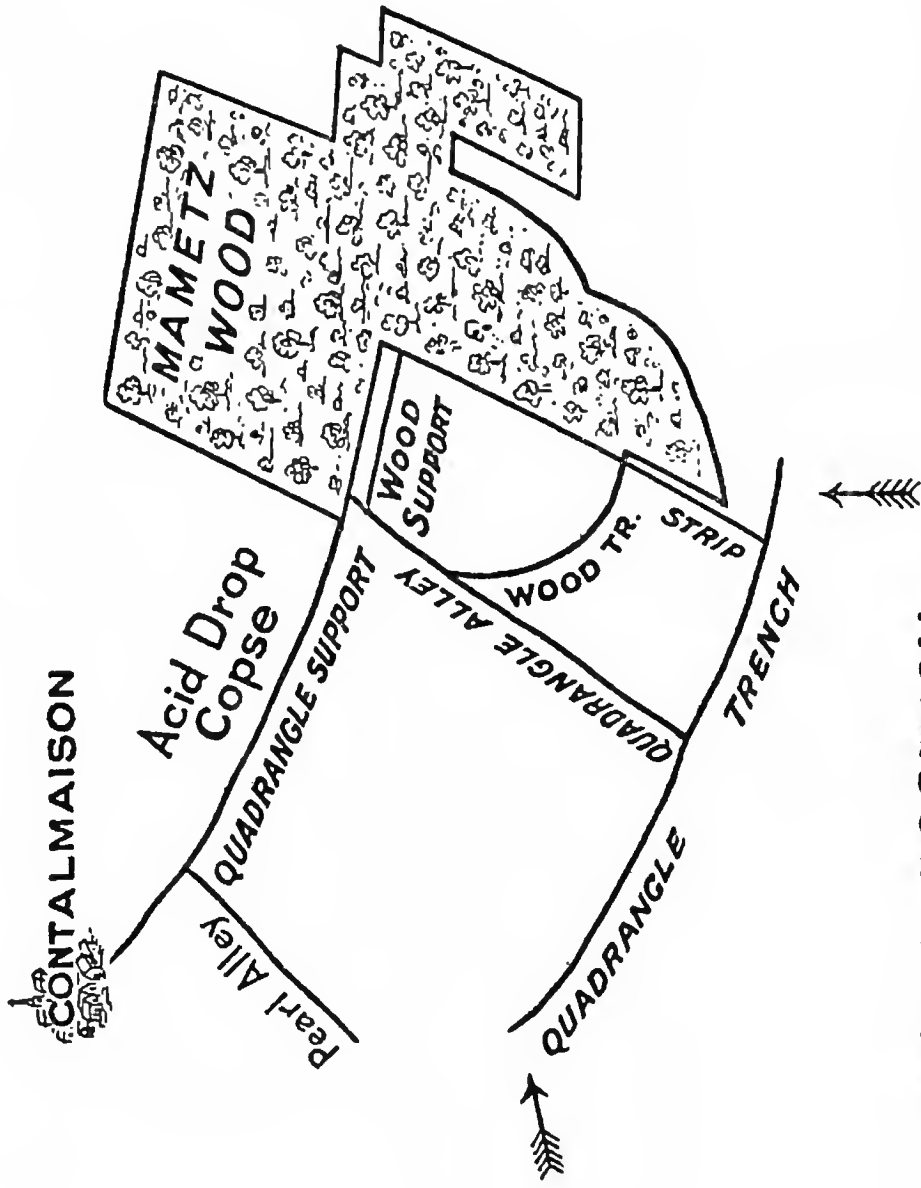 CONTALMAISON
MAMETZ
WOOD
Acid Drop
Copse
QUADRANGLE SUPPORT
WOOD
SUPPORT
Pearl Alley
QUADRANGLE ALLEY
WOOD TR.
STRIP
QUADRANGLE
TRENCH